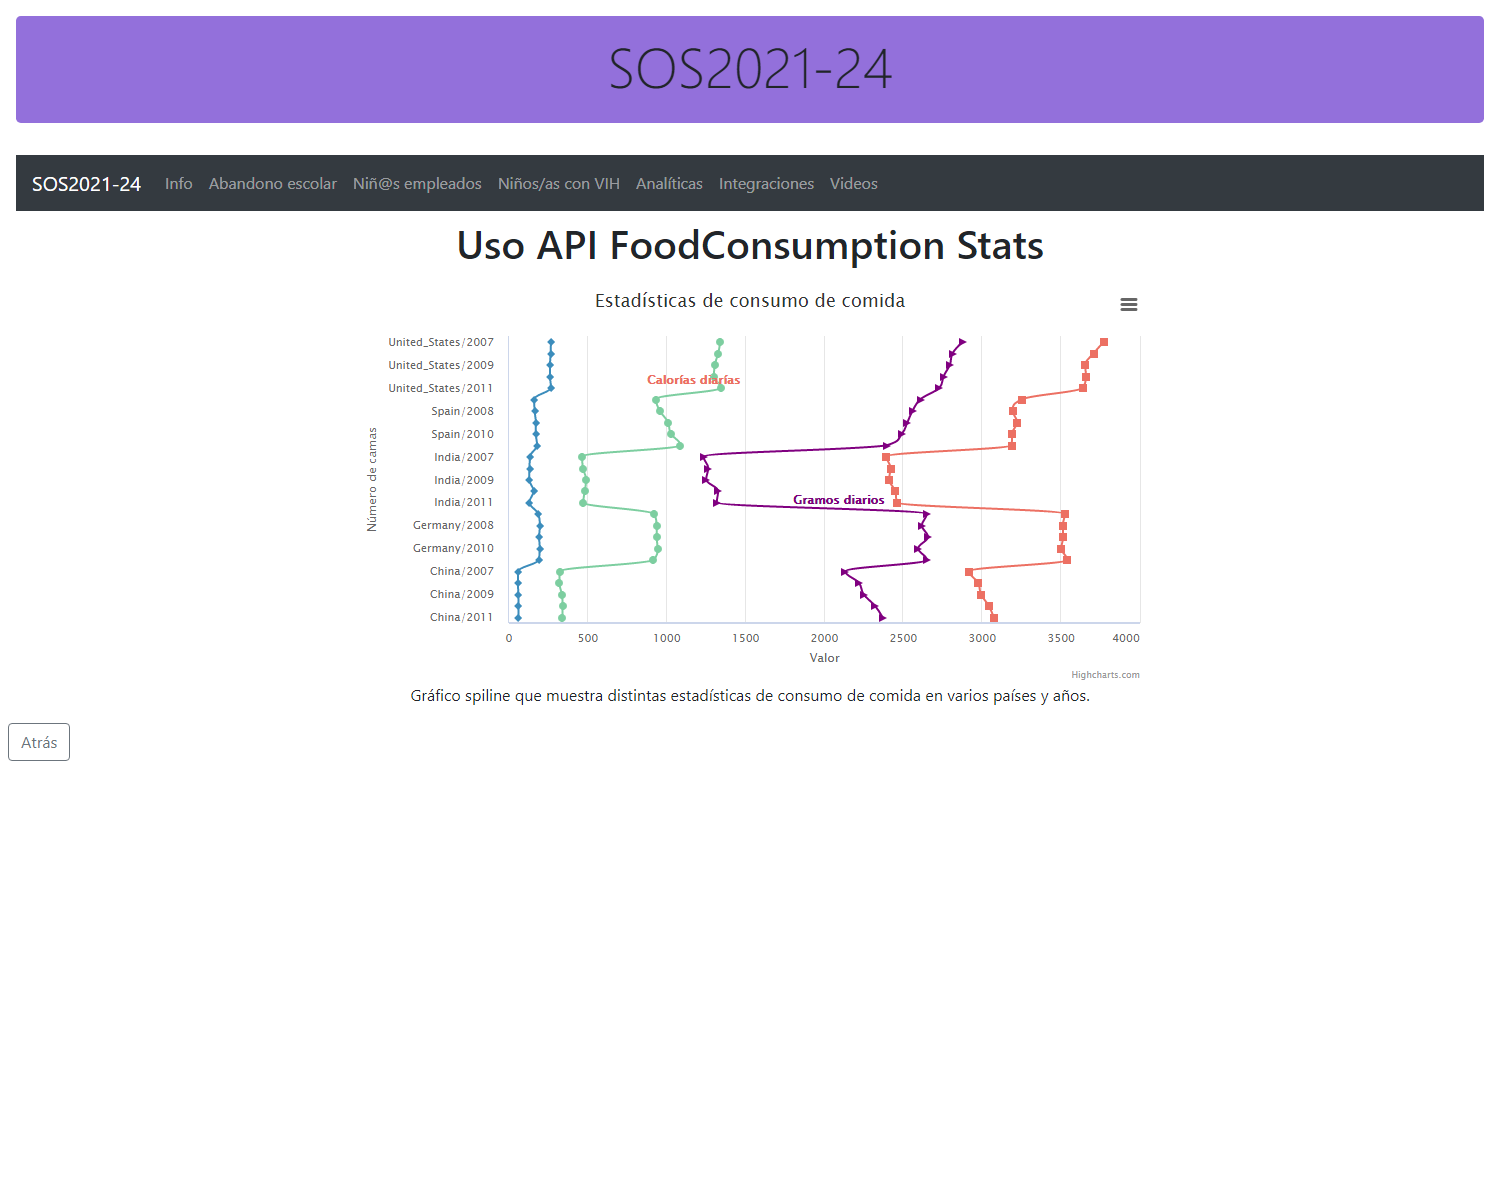 SOS2021-24
SOS2021-24 Info Abandono escolar Niñ@s empleados Niños/as con VIH Analíticas Integraciones Videos
Uso API FoodConsumption Stats
Estadísticas de consumo de comida
United_States/2007
United_States/2009
Calorías diarías
United_States/2011
Spain/2008
Spain/2010
Número de camas
India/2007
India/2009
India/2011
Gramos diarios
Germany/2008
Germany/2010
China/2007
China/2009
China/2011
0 500 1000 1500 2000 2500 3000 3500 4000
Valor
Highcharts.com
Gráfico spiline que muestra distintas estadísticas de consumo de comida en varios países y años.
Atrás